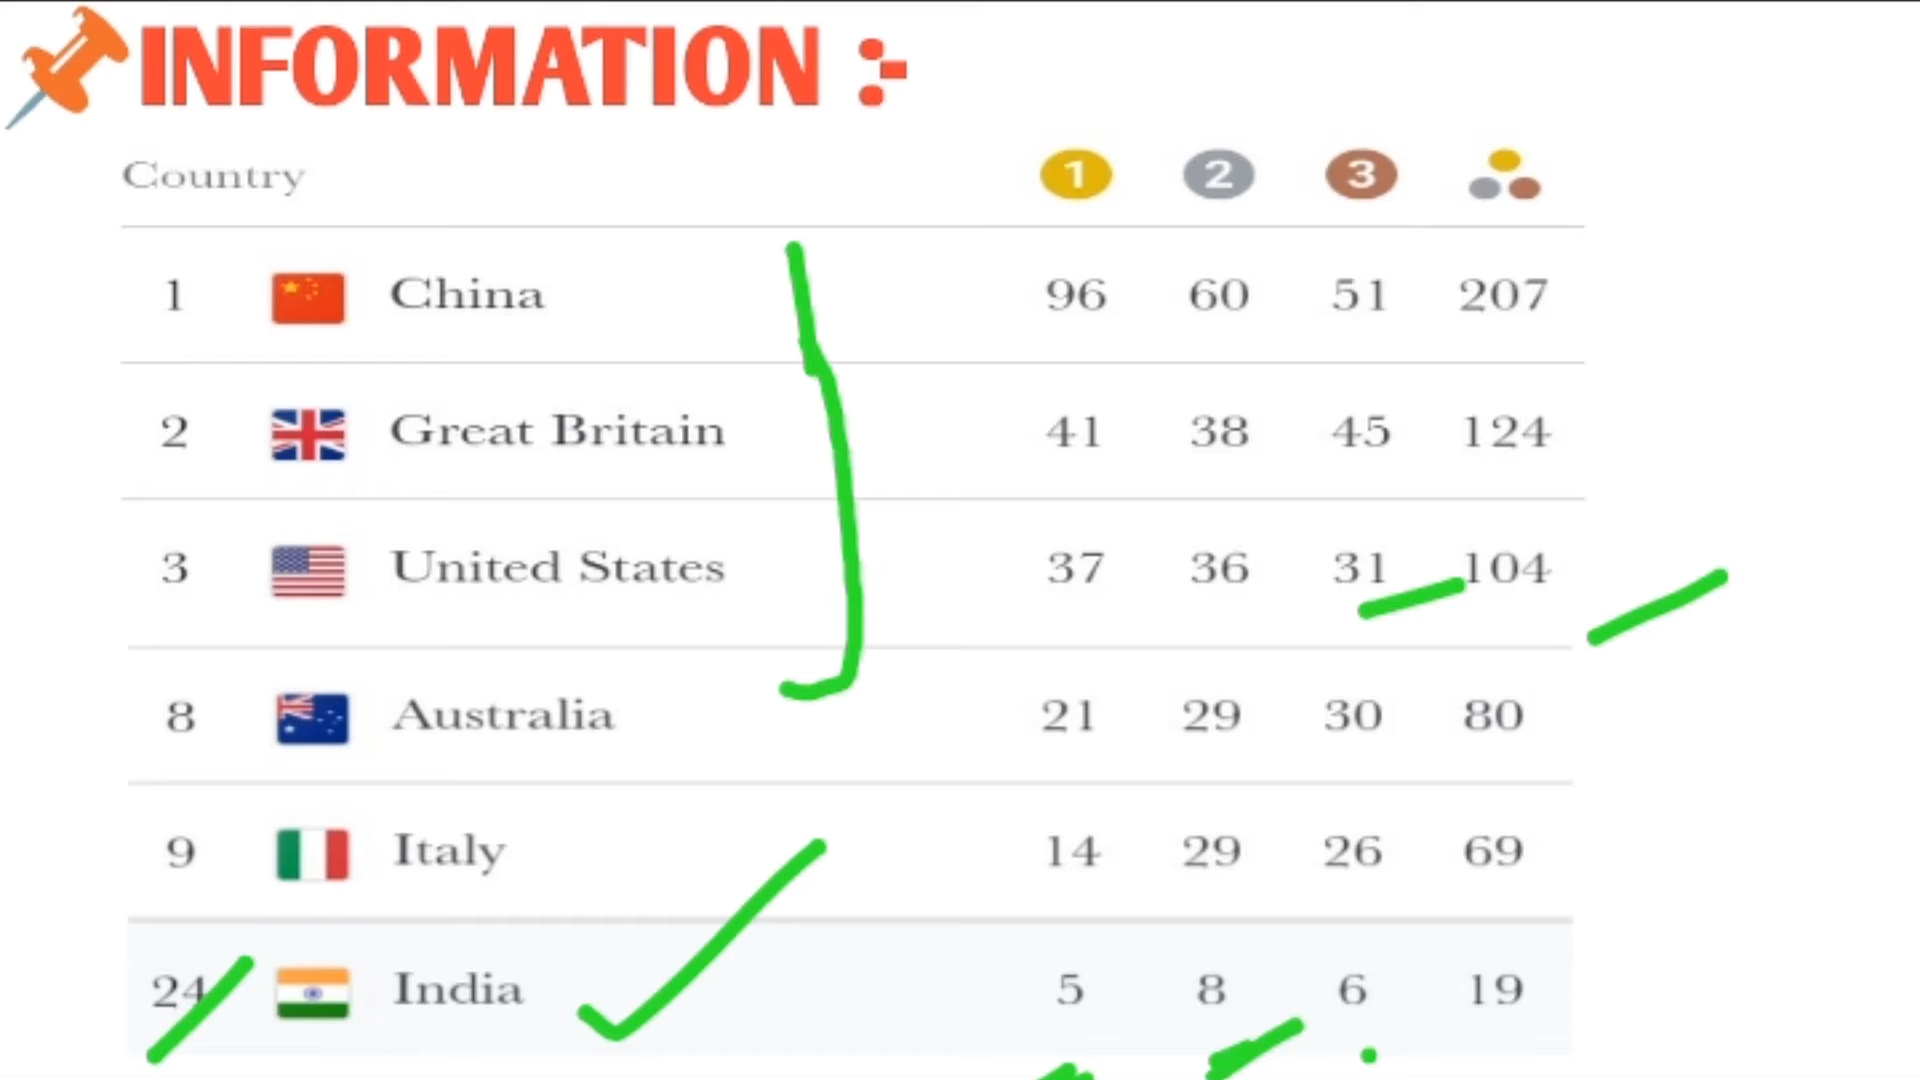 INFORMATION :-
Country 1 2 3
1 China 96 60 51 207
2 Great Britain 41 38 45 124
3 United States 37 36 31 104
8 Australia 21 29 30 80
9 Italy 14 29 26 69
24 India 5 8 6 19